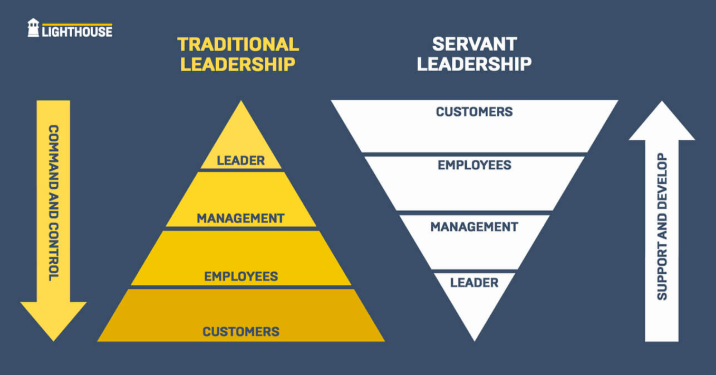 LIGHTHOUSE
TRADITIONAL
LEADERSHIP
SERVANT
LEADERSHIP
COMMAND AND CONTROL
LEADER
MANAGEMENT
EMPLOYEES
CUSTOMERS
CUSTOMERS
EMPLOYEES
MANAGEMENT
LEADER
SUPPORT AND DEVELOP